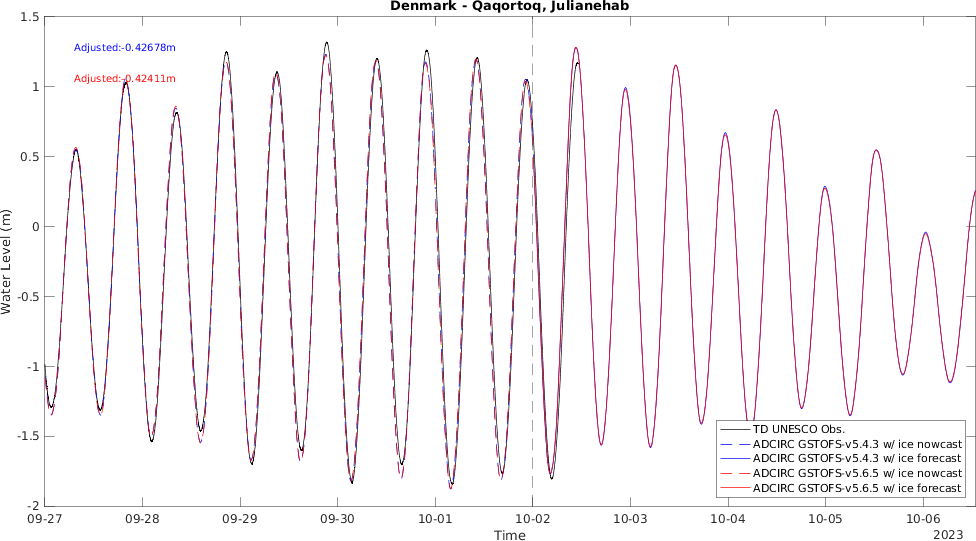 Denmark - Qaqortoq, Julianehab
Adjusted:-0.42678m
Adjusted:-0.42411m
Water Level (m)
1.5
1
0.5
0
-0.5
-1
-1.5
-2
TD UNESCO Obs.
ADCIRC GSTOFS-v5.4.3 w/ ice nowcast
ADCIRC GSTOFS-v5.4.3 w/ ice forecast
ADCIRC GSTOFS-v5.6.5 w/ ice nowcast
ADCIRC GSTOFS-v5.6.5 w/ ice forecast
09-27 09-28 09-29 09-30 10-01 10-02 10-03 10-04 10-05 10-06
Time
2023